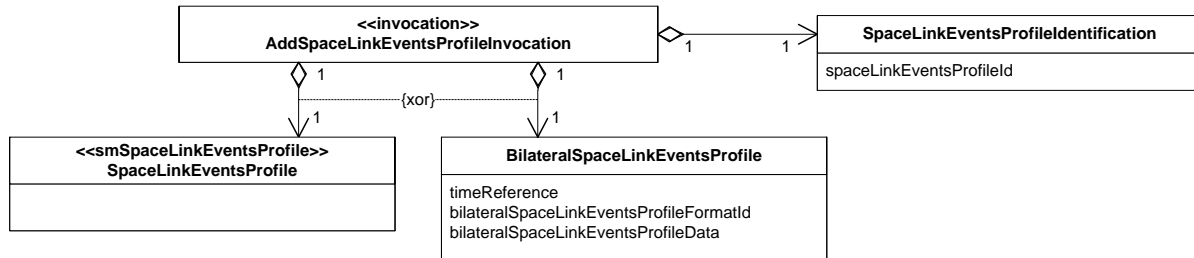 <<invocation>>
AddSpaceLinkEventsProfileInvocation
1
1
SpaceLinkEventsProfileIdentification
spaceLinkEventsProfileId
1
1
{xor}
1
1
<<smSpaceLinkEventsProfile>>
SpaceLinkEventsProfile
BilateralSpaceLinkEventsProfile
timeReference
bilateralSpaceLinkEventsProfileFormatId
bilateralSpaceLinkEventsProfileData